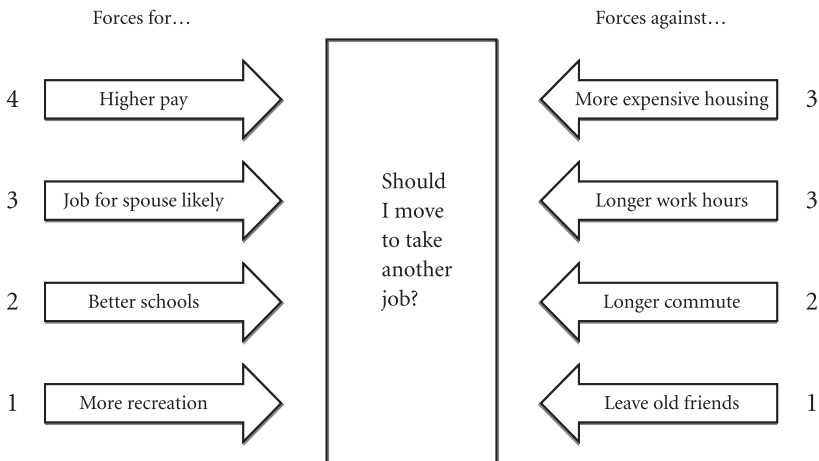 Forces for…
Forces against…
4
Higher pay
More expensive housing
3
3
Job for spouse likely
Longer work hours
3
Should
I move
to take
another
job?
2
Better schools
Longer commute
2
1
More recreation
Leave old friends
1